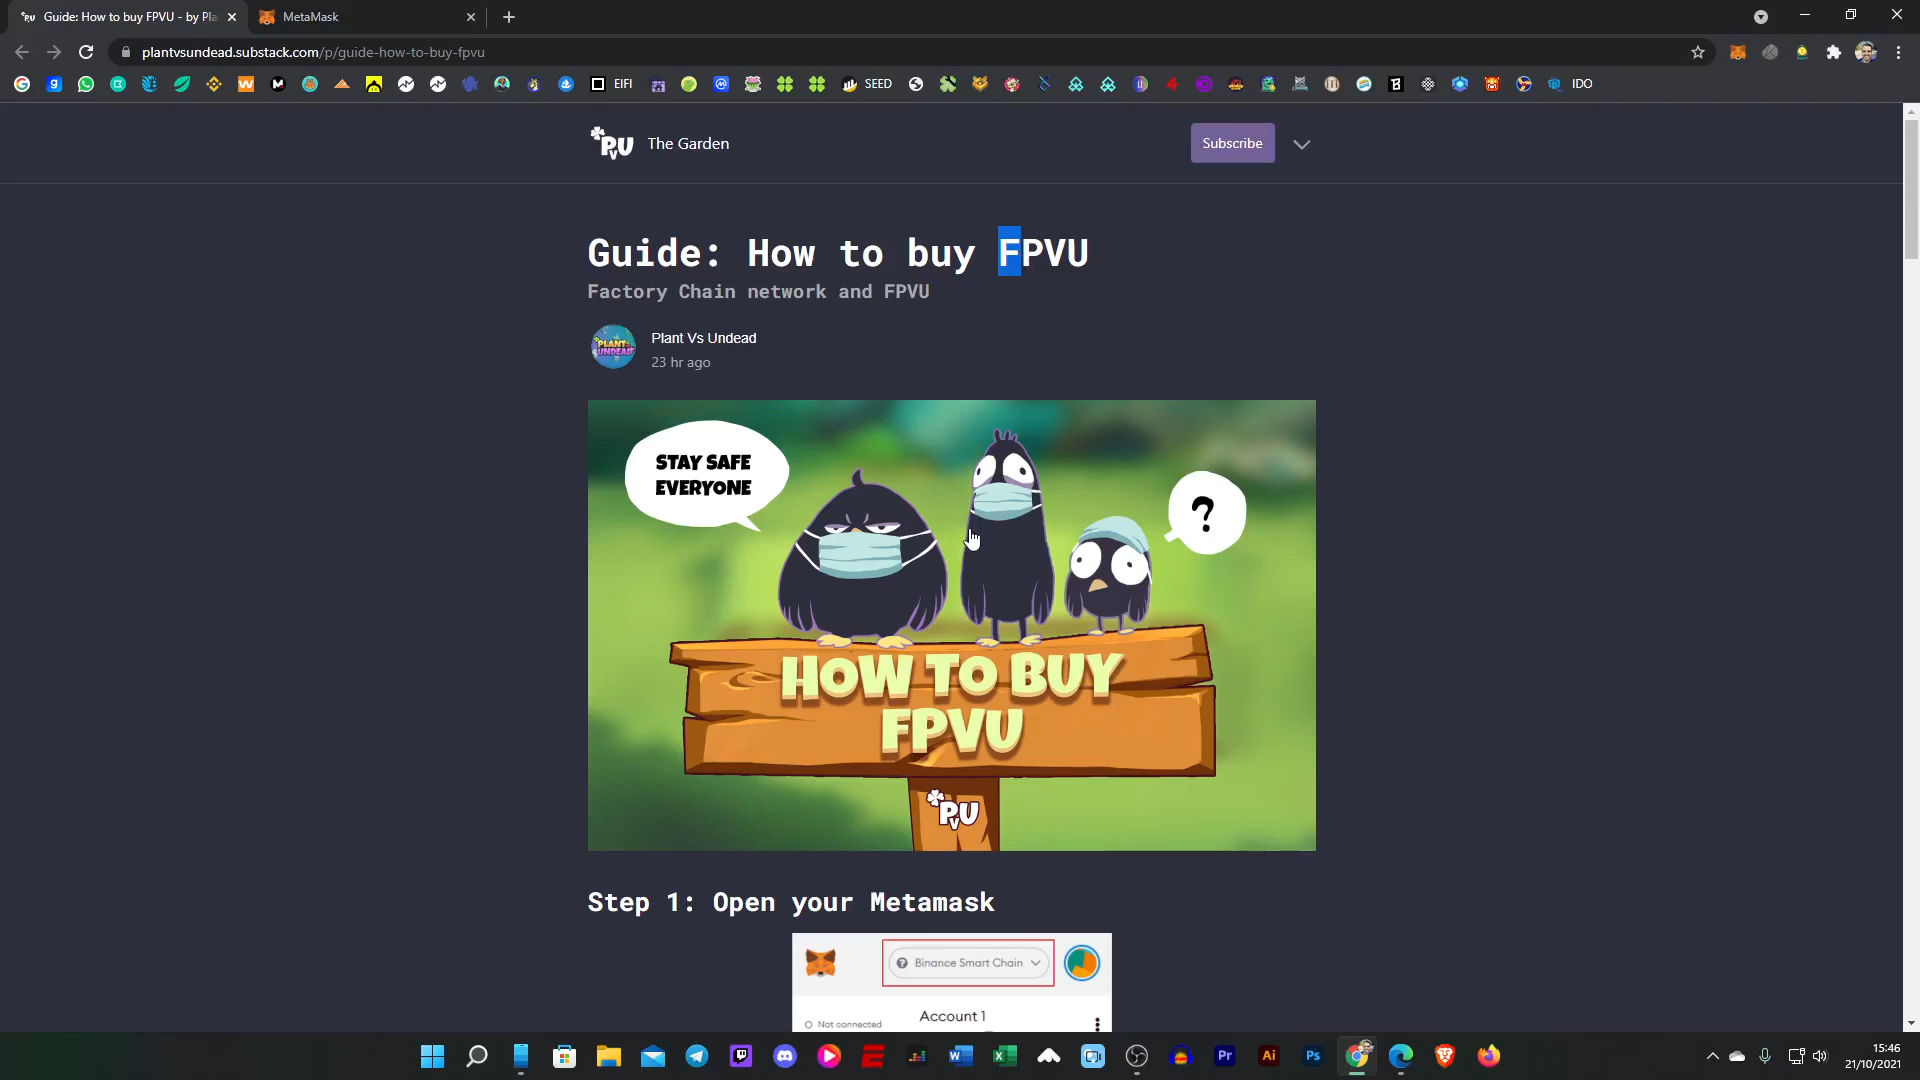 Guide: How to buy FPVU - by Pla
MetaMask
plantvsundead.substack.com/p/guide-how-to-buy-fpvu
EIFI
SEED
IDO
PVU
The Garden
Subscribe
Guide: How to buy FPVU
Factory Chain network and FPVU
Plant Vs Undead
23 hr ago
STAY SAFE
EVERYONE
?
HOW TO BUY
FPVU
PVU
Step 1: Open your Metamask
Binance Smart Chain
Account 1
Not connected
15:46
21/10/2021